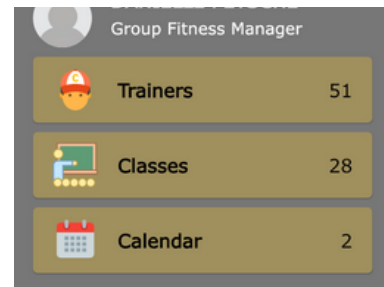 Group Fitness Manager
Trainers 51
Classes 28
Calendar 2